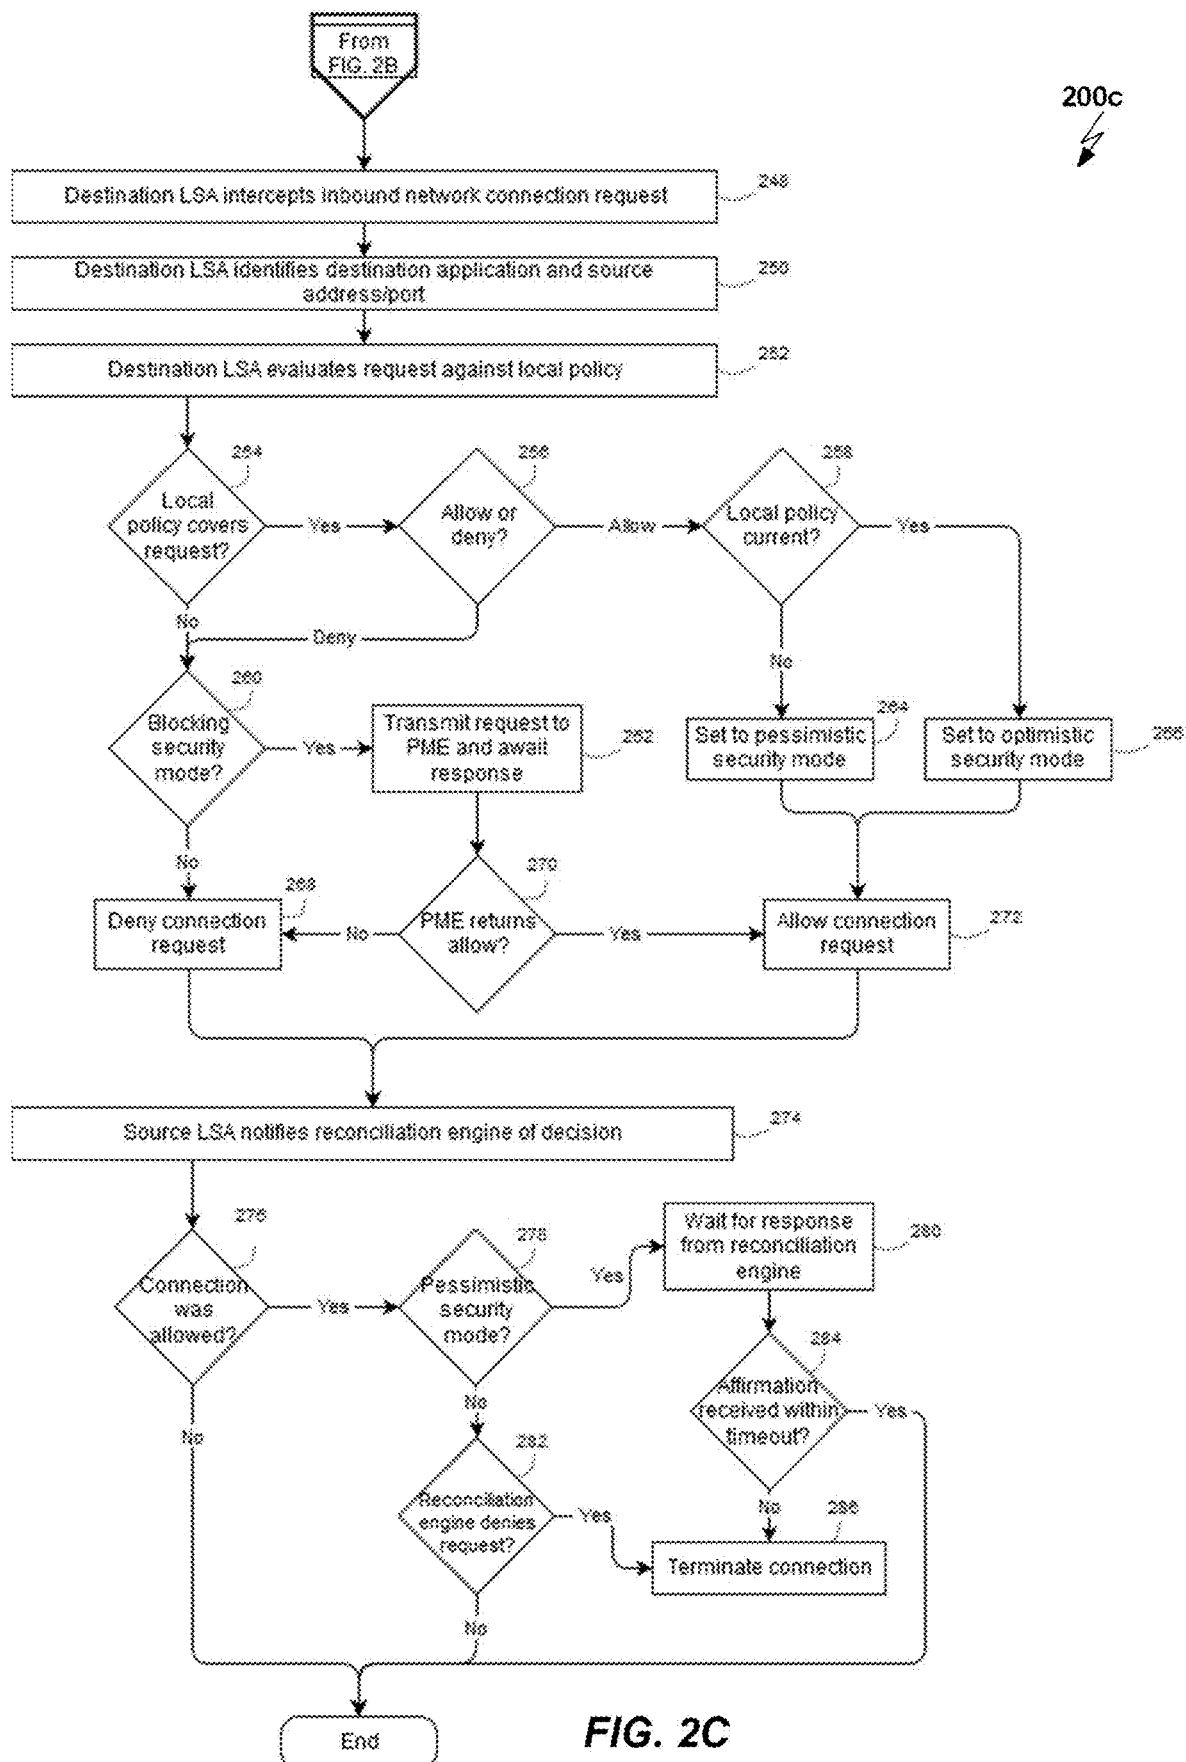 From
FIG. 2B
200c
Destination LSA intercepts inbound network connection request
248
Destination LSA identifies destination application and source
address/port
250
Destination LSA evaluates request against local policy
252
254
Local
policy covers
request?
Yes
256
Allow or
deny?
Allow
258
Local policy
current?
Yes
No
Deny
No
260
Blocking
security
mode?
Yes
Transmit request to
PME and await
response
262
Set to pessimistic
security mode
264
Set to optimistic
security mode
266
No
268
Deny connection
request
No
270
PME returns
allow?
Yes
Allow connection
request
272
Source LSA notifies reconciliation engine of decision
274
276
Connection
was
allowed?
Yes
278
Pessimistic
security
mode?
Yes
Wait for response
from reconciliation
engine
280
No
No
284
Affirmation
received within
timeout?
Yes
282
Reconciliation
engine denies
request?
Yes
No
286
Terminate connection
No
End
FIG. 2C